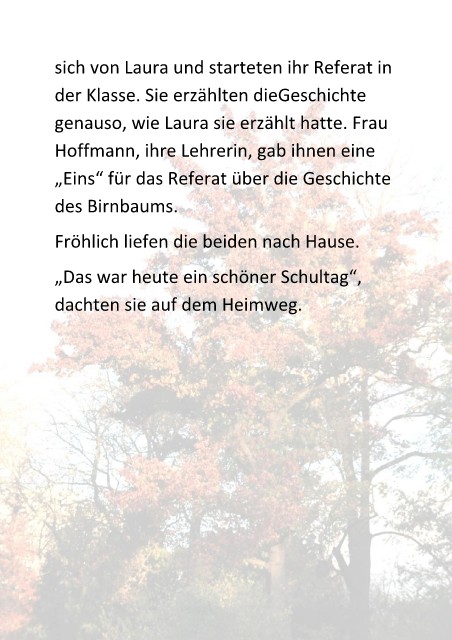 sich von Laura und starteten ihr Referat in
der Klasse. Sie erzählten dieGeschichte
genauso, wie Laura sie erzählt hatte. Frau
Hoffmann, ihre Lehrerin, gab ihnen eine
„Eins“ für das Referat über die Geschichte
des Birnbaums.
Fröhlich liefen die beiden nach Hause.
„Das war heute ein schöner Schultag“,
dachten sie auf dem Heimweg.